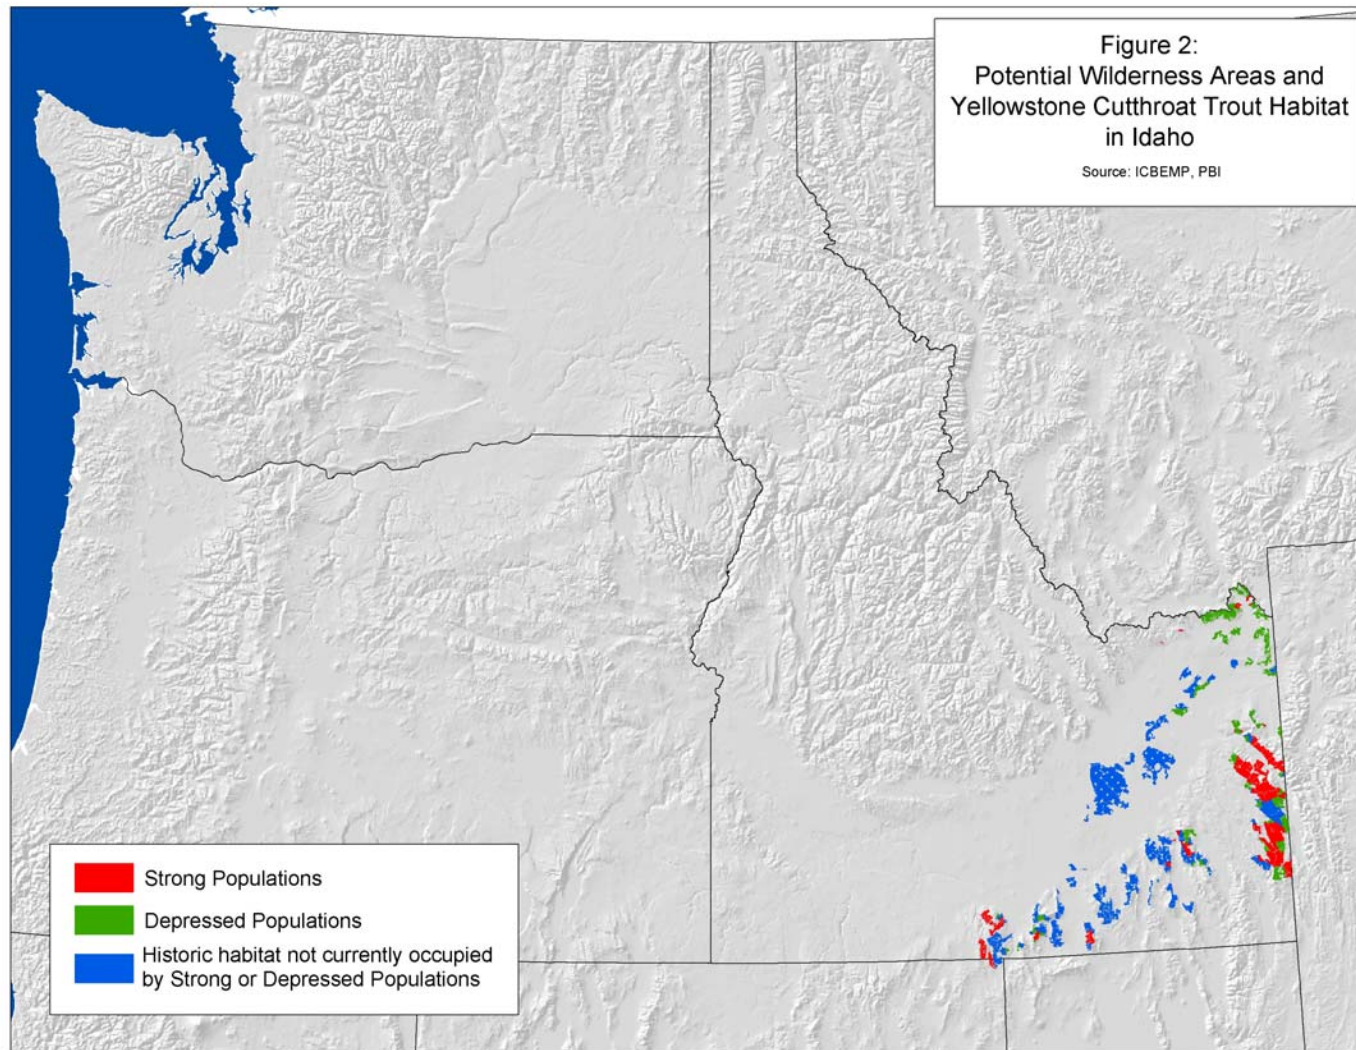 Figure 2:
Potential Wilderness Areas and
Yellowstone Cutthroat Trout Habitat
in Idaho
Source: ICBEMP, PBI
Strong Populations
Depressed Populations
Historic habitat not currently occupied
by Strong or Depressed Populations